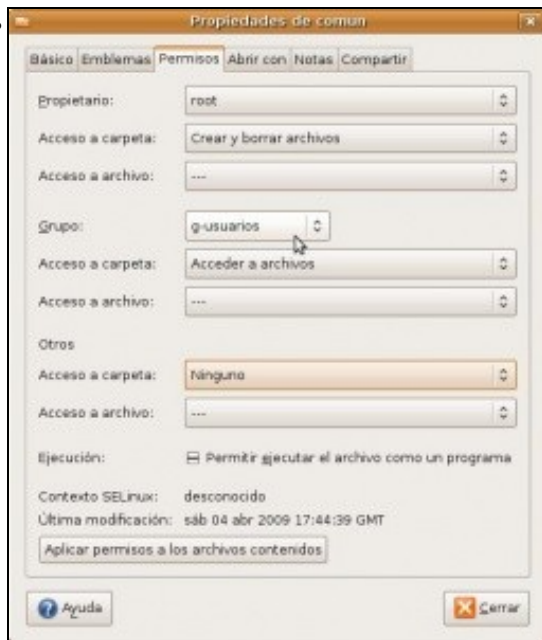 Propiedades de comun
Básico Emblemas Permisos Abrir con Notas Compartir
Propietario: root
Acceso a carpeta: Crear y borrar archivos
Acceso a archivo: ---
Grupo: g-usuarios
Acceso a carpeta: Acceder a archivos
Acceso a archivo: ---
Otros
Acceso a carpeta: Ninguno
Acceso a archivo: ---
Ejecución: Permitir ejecutar el archivo como un programa
Contexto SELinux: desconocido
Última modificación: sáb 04 abr 2009 17:44:39 GMT
Aplicar permisos a los archivos contenidos
Ayuda Cerrar